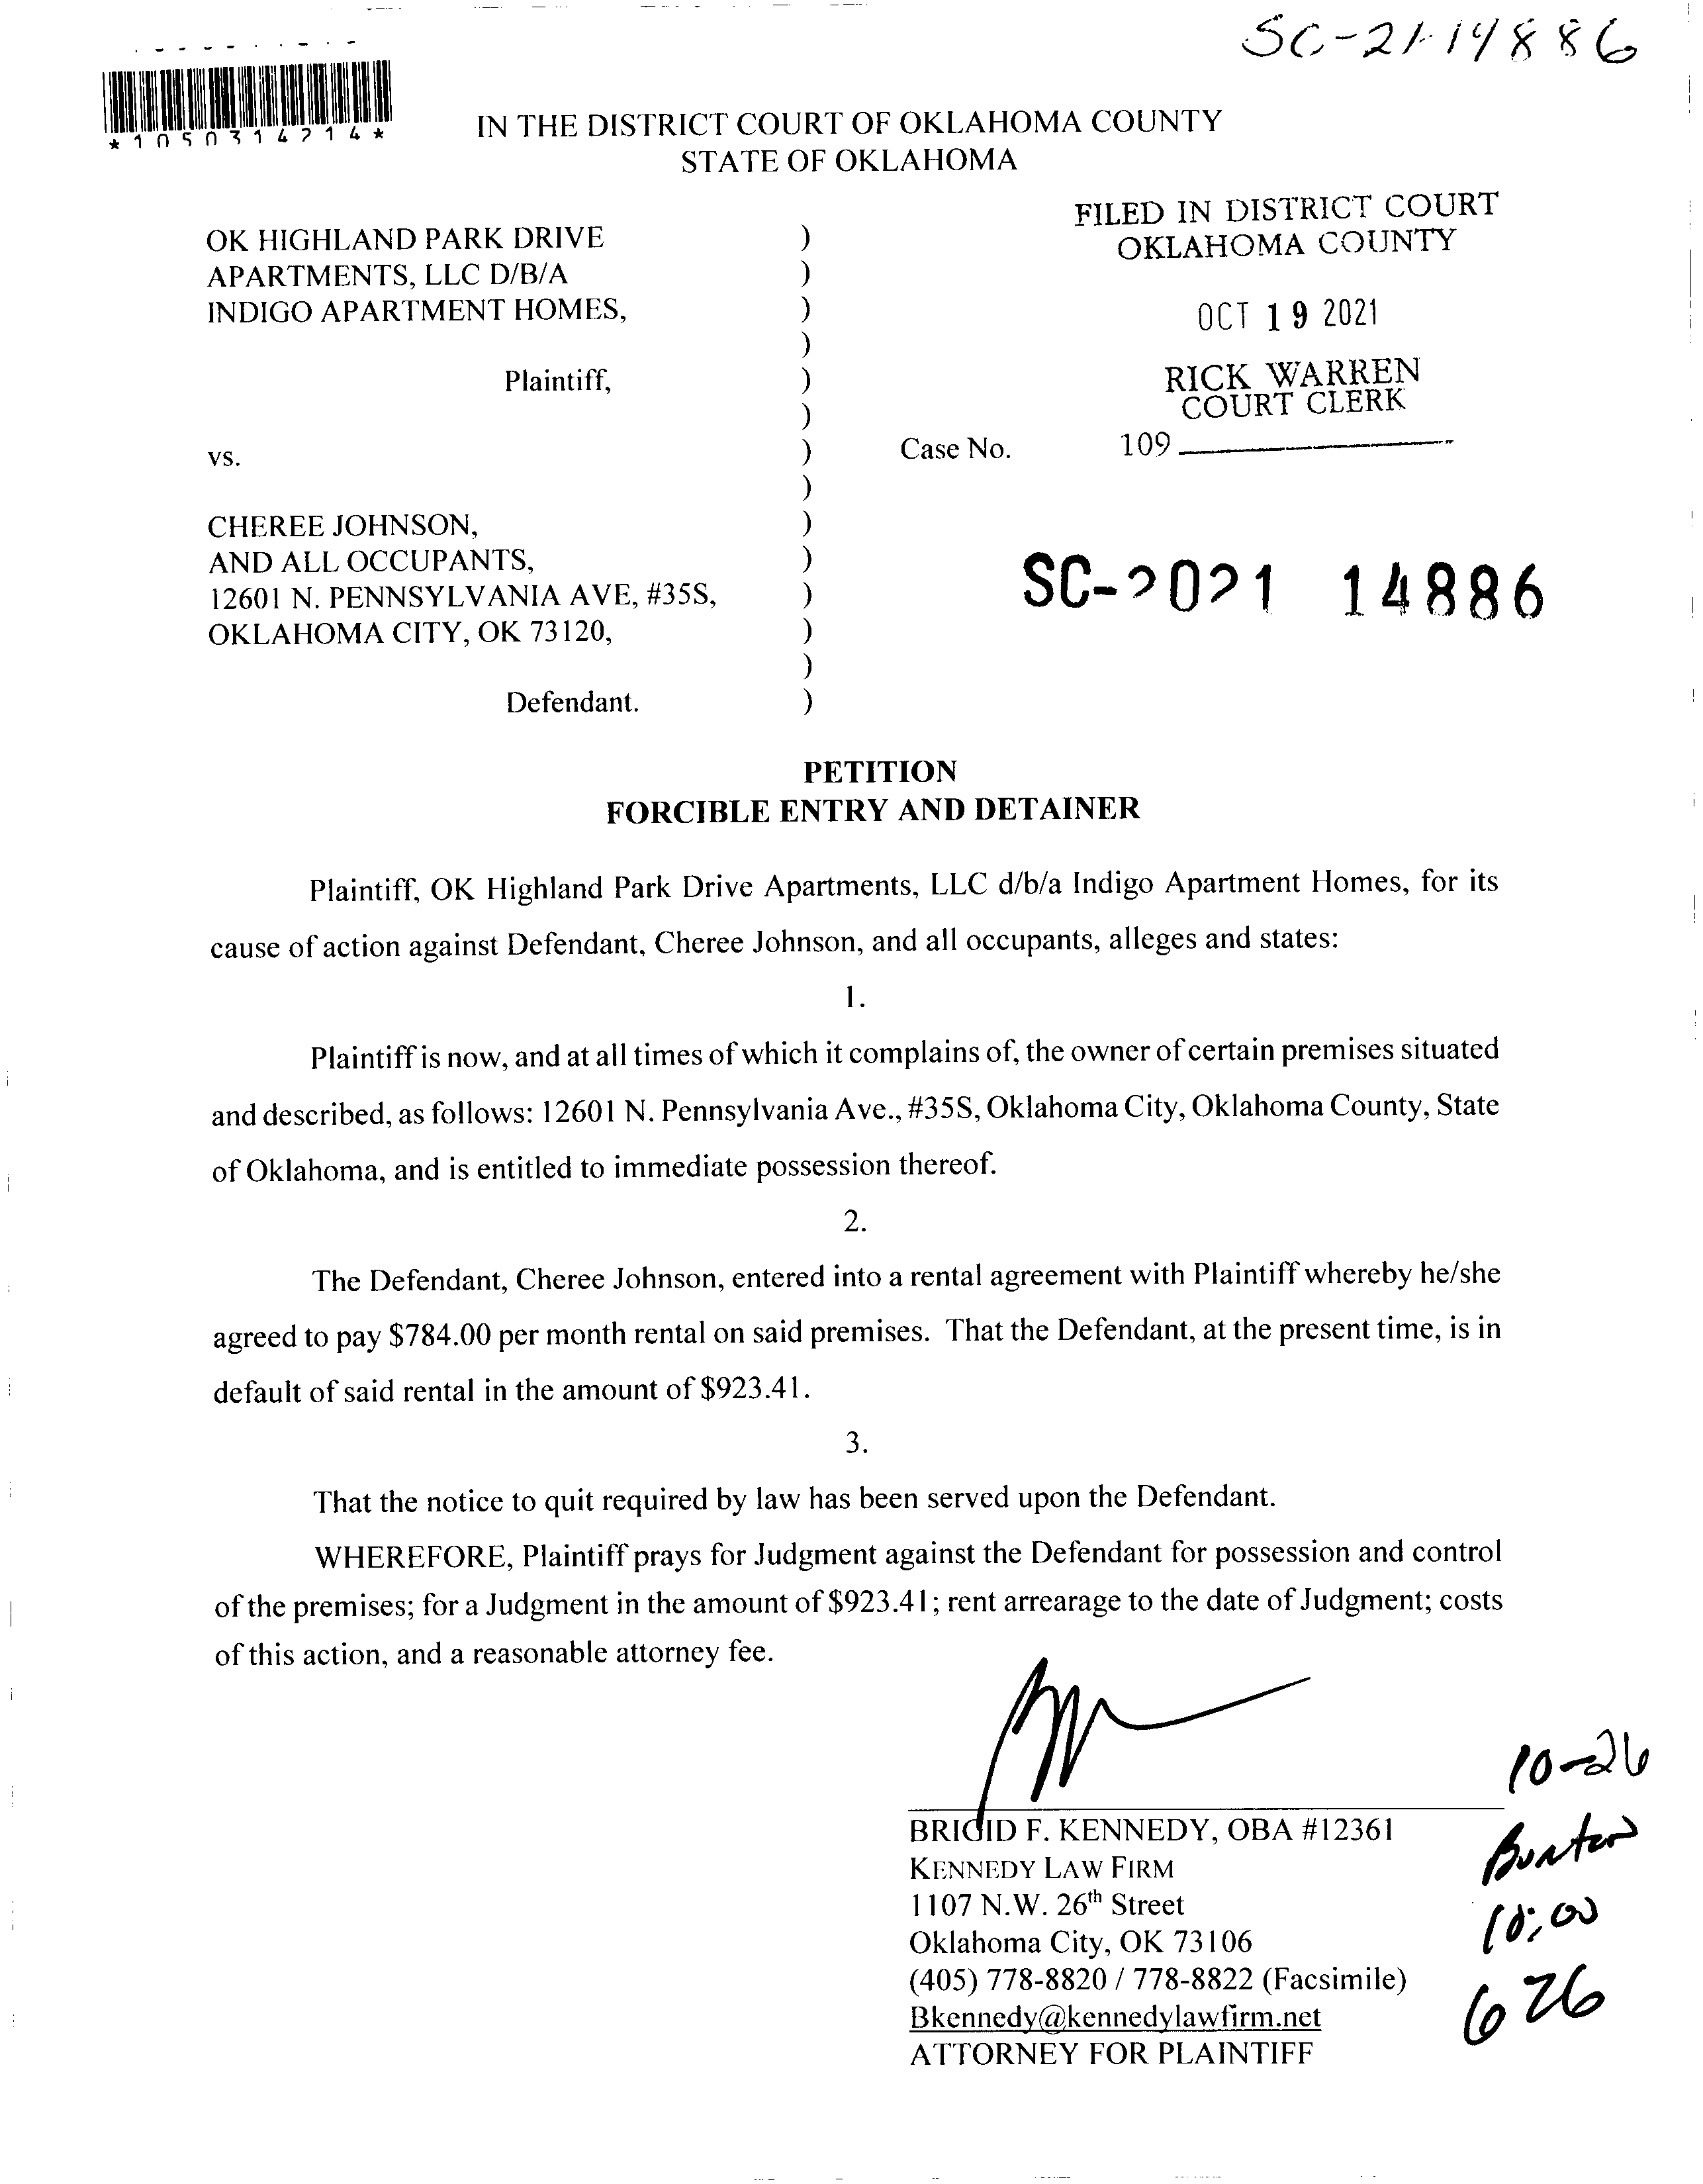 SC-21-14886
*1050314214*
IN THE DISTRICT COURT OF OKLAHOMA COUNTY
STATE OF OKLAHOMA
FILED IN DISTRICT COURT
OKLAHOMA COUNTY
OCT 19 2021
RICK WARREN
COURT CLERK
109
OK HIGHLAND PARK DRIVE )
APARTMENTS, LLC D/B/A )
INDIGO APARTMENT HOMES, )
)
Plaintiff, )
)
vs. ) Case No.
)
CHEREE JOHNSON, )
AND ALL OCCUPANTS, )
12601 N. PENNSYLVANIA AVE, #35S, )
OKLAHOMA CITY, OK 73120, )
)
Defendant. )
SC-2021 14886
PETITION
FORCIBLE ENTRY AND DETAINER
Plaintiff, OK Highland Park Drive Apartments, LLC d/b/a Indigo Apartment Homes, for its
cause of action against Defendant, Cheree Johnson, and all occupants, alleges and states:
1.
Plaintiff is now, and at all times of which it complains of, the owner of certain premises situated
and described, as follows: 12601 N. Pennsylvania Ave., #35S, Oklahoma City, Oklahoma County, State
of Oklahoma, and is entitled to immediate possession thereof.
2.
The Defendant, Cheree Johnson, entered into a rental agreement with Plaintiff whereby he/she
agreed to pay $784.00 per month rental on said premises. That the Defendant, at the present time, is in
default of said rental in the amount of $923.41.
3.
That the notice to quit required by law has been served upon the Defendant.
WHEREFORE, Plaintiff prays for Judgment against the Defendant for possession and control
of the premises; for a Judgment in the amount of $923.41; rent arrearage to the date of Judgment; costs
of this action, and a reasonable attorney fee.
BRIGID F. KENNEDY, OBA #12361
KENNEDY LAW FIRM
1107 N.W. 26th Street
Oklahoma City, OK 73106
(405) 778-8820 / 778-8822 (Facsimile)
Bkennedy@kennedylawfirm.net
ATTORNEY FOR PLAINTIFF
10-26
10:00
626